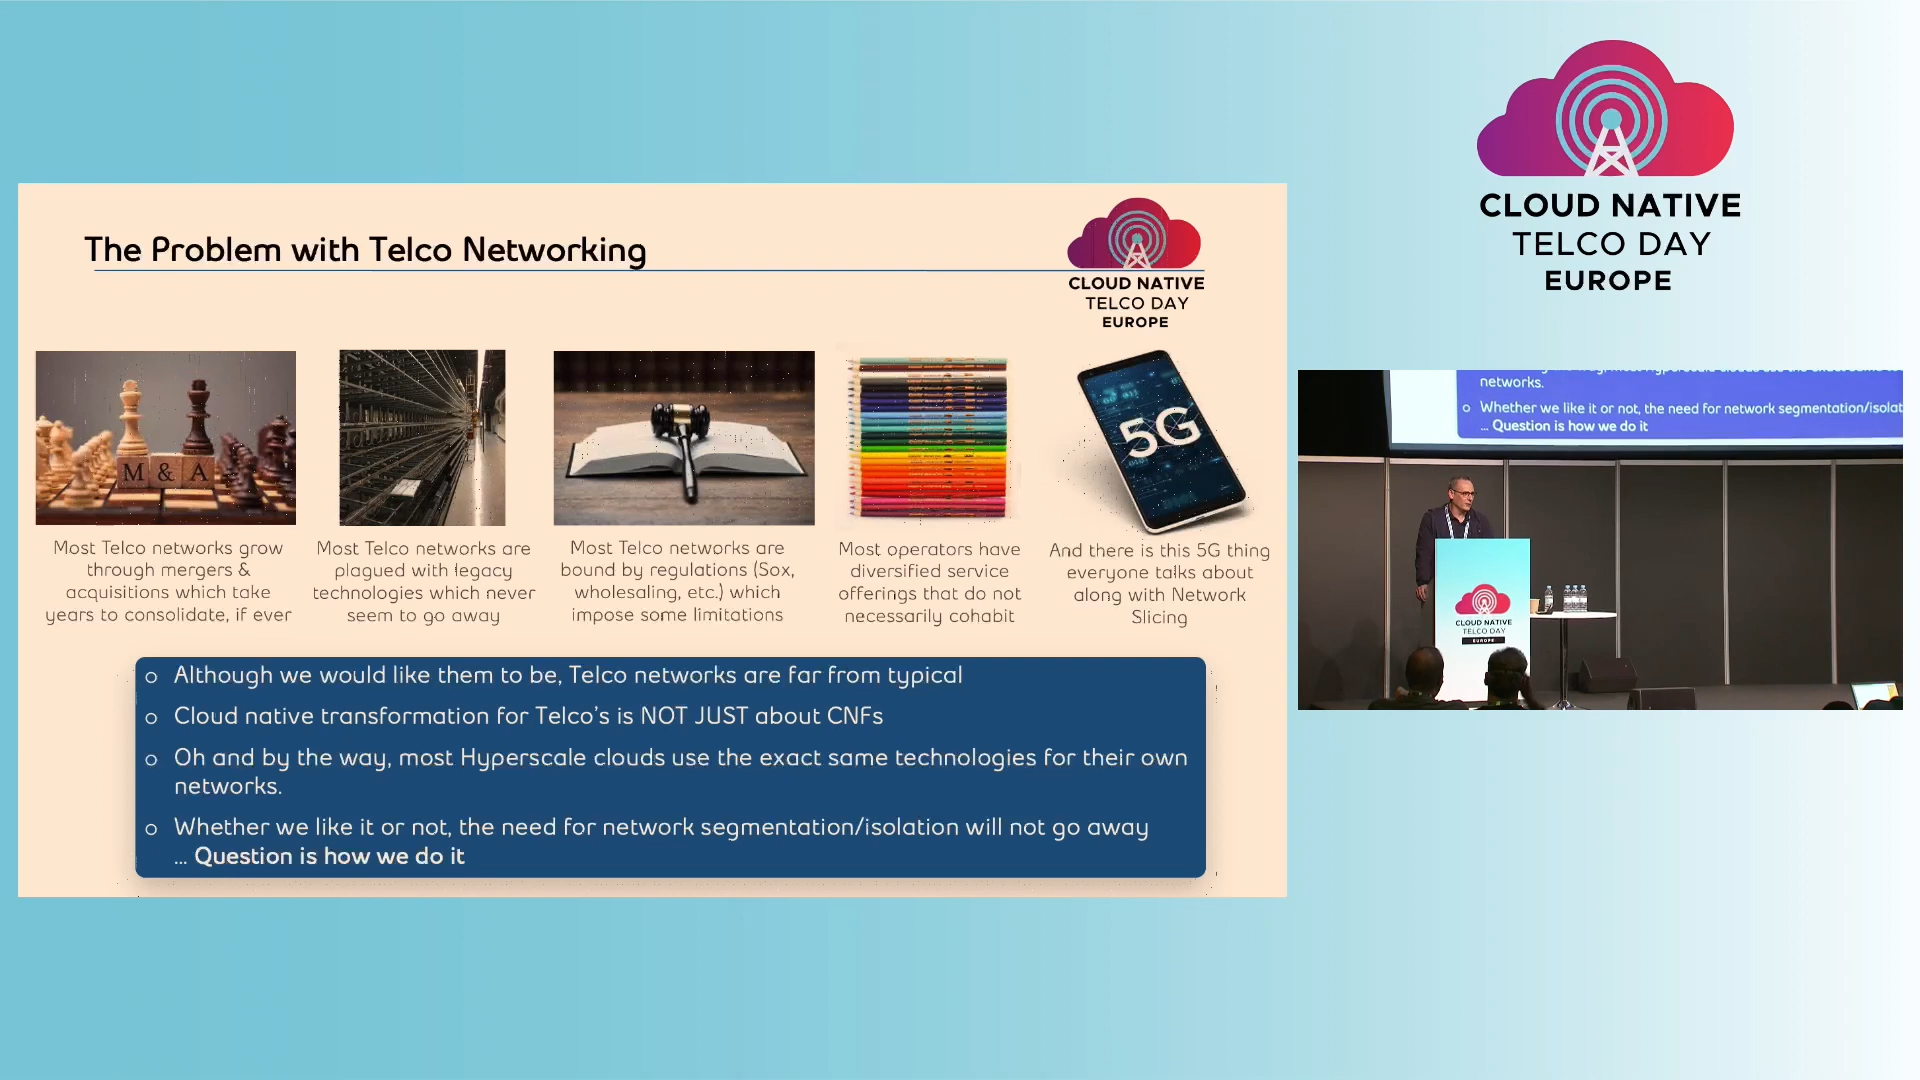 The Problem with Telco Networking
CLOUD NATIVE
TELCO DAY
EUROPE
M & A
5G
Most Telco networks grow
through mergers &
acquisitions which take
years to consolidate, if ever
Most Telco networks are
plagued with legacy
technologies which never
seem to go away
Most Telco networks are
bound by regulations (Sox,
wholesaling, etc.) which
impose some limitations
Most operators have
diversified service
offerings that do not
necessarily cohabit
And there is this 5G thing
everyone talks about
along with Network
Slicing
o Although we would like them to be, Telco networks are far from typical
o Cloud native transformation for Telco's is NOT JUST about CNFs
o Oh and by the way, most Hyperscale clouds use the exact same technologies for their own
networks.
o Whether we like it or not, the need for network segmentation/isolation will not go away
... Question is how we do it
CLOUD NATIVE
TELCO DAY
EUROPE
networks.
o Whether we like it or not, the need for network segmentation/isolat
... Question is how we do it
CLOUD NATIVE
TELCO DAY
EUROPE